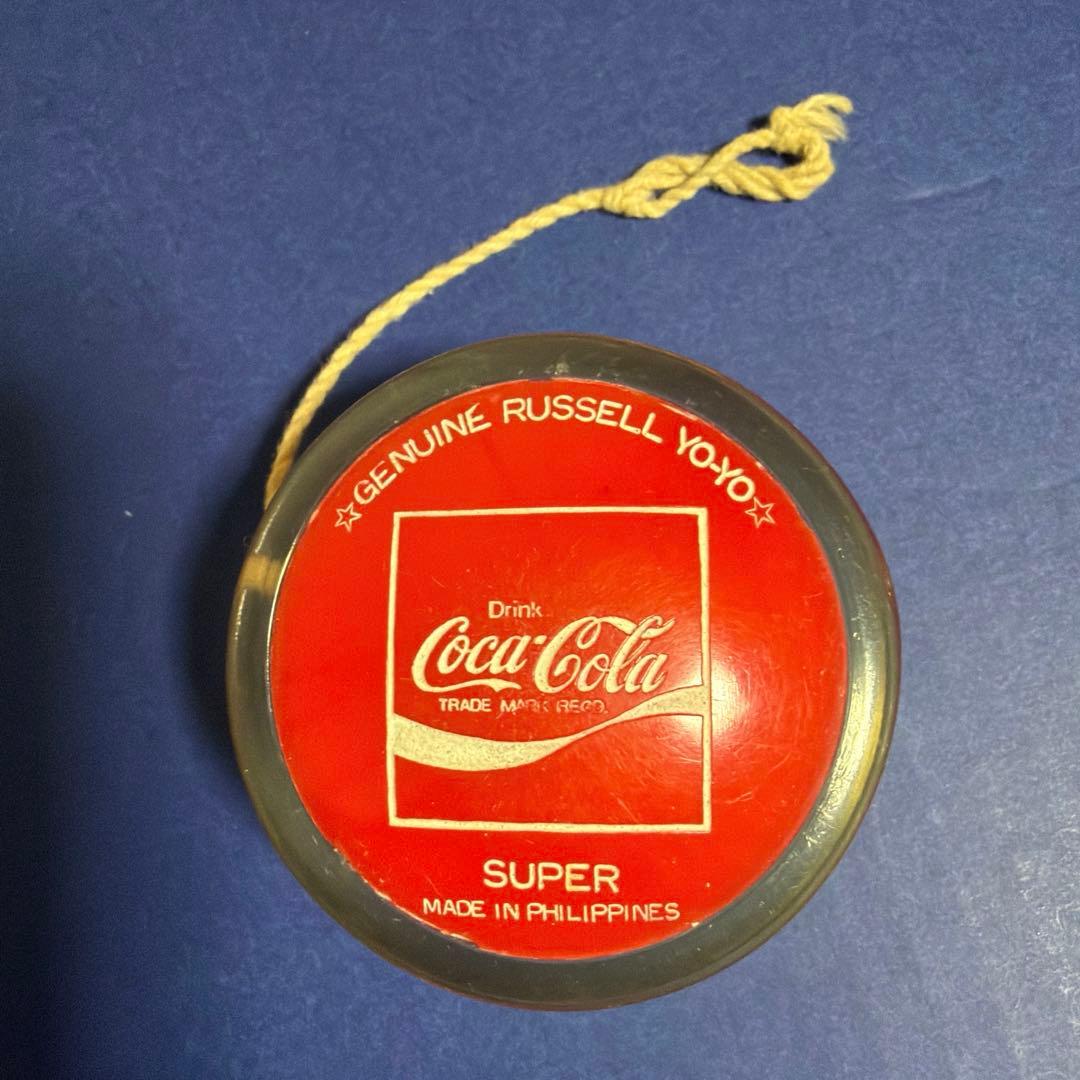 ☆GENUINE RUSSELL YO-YO☆
Drink
Coca-Cola
TRADE MARK REGD.
SUPER
MADE IN PHILIPPINES